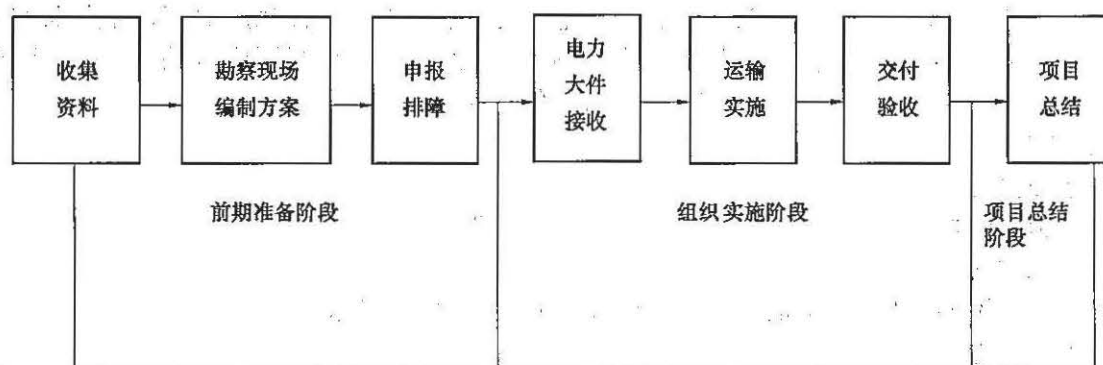 收集
资料
勘察现场
编制方案
申报
排障
电力
大件
接收
运输
实施
交付
验收
项目
总结
前期准备阶段
组织实施阶段
项目总结
阶段